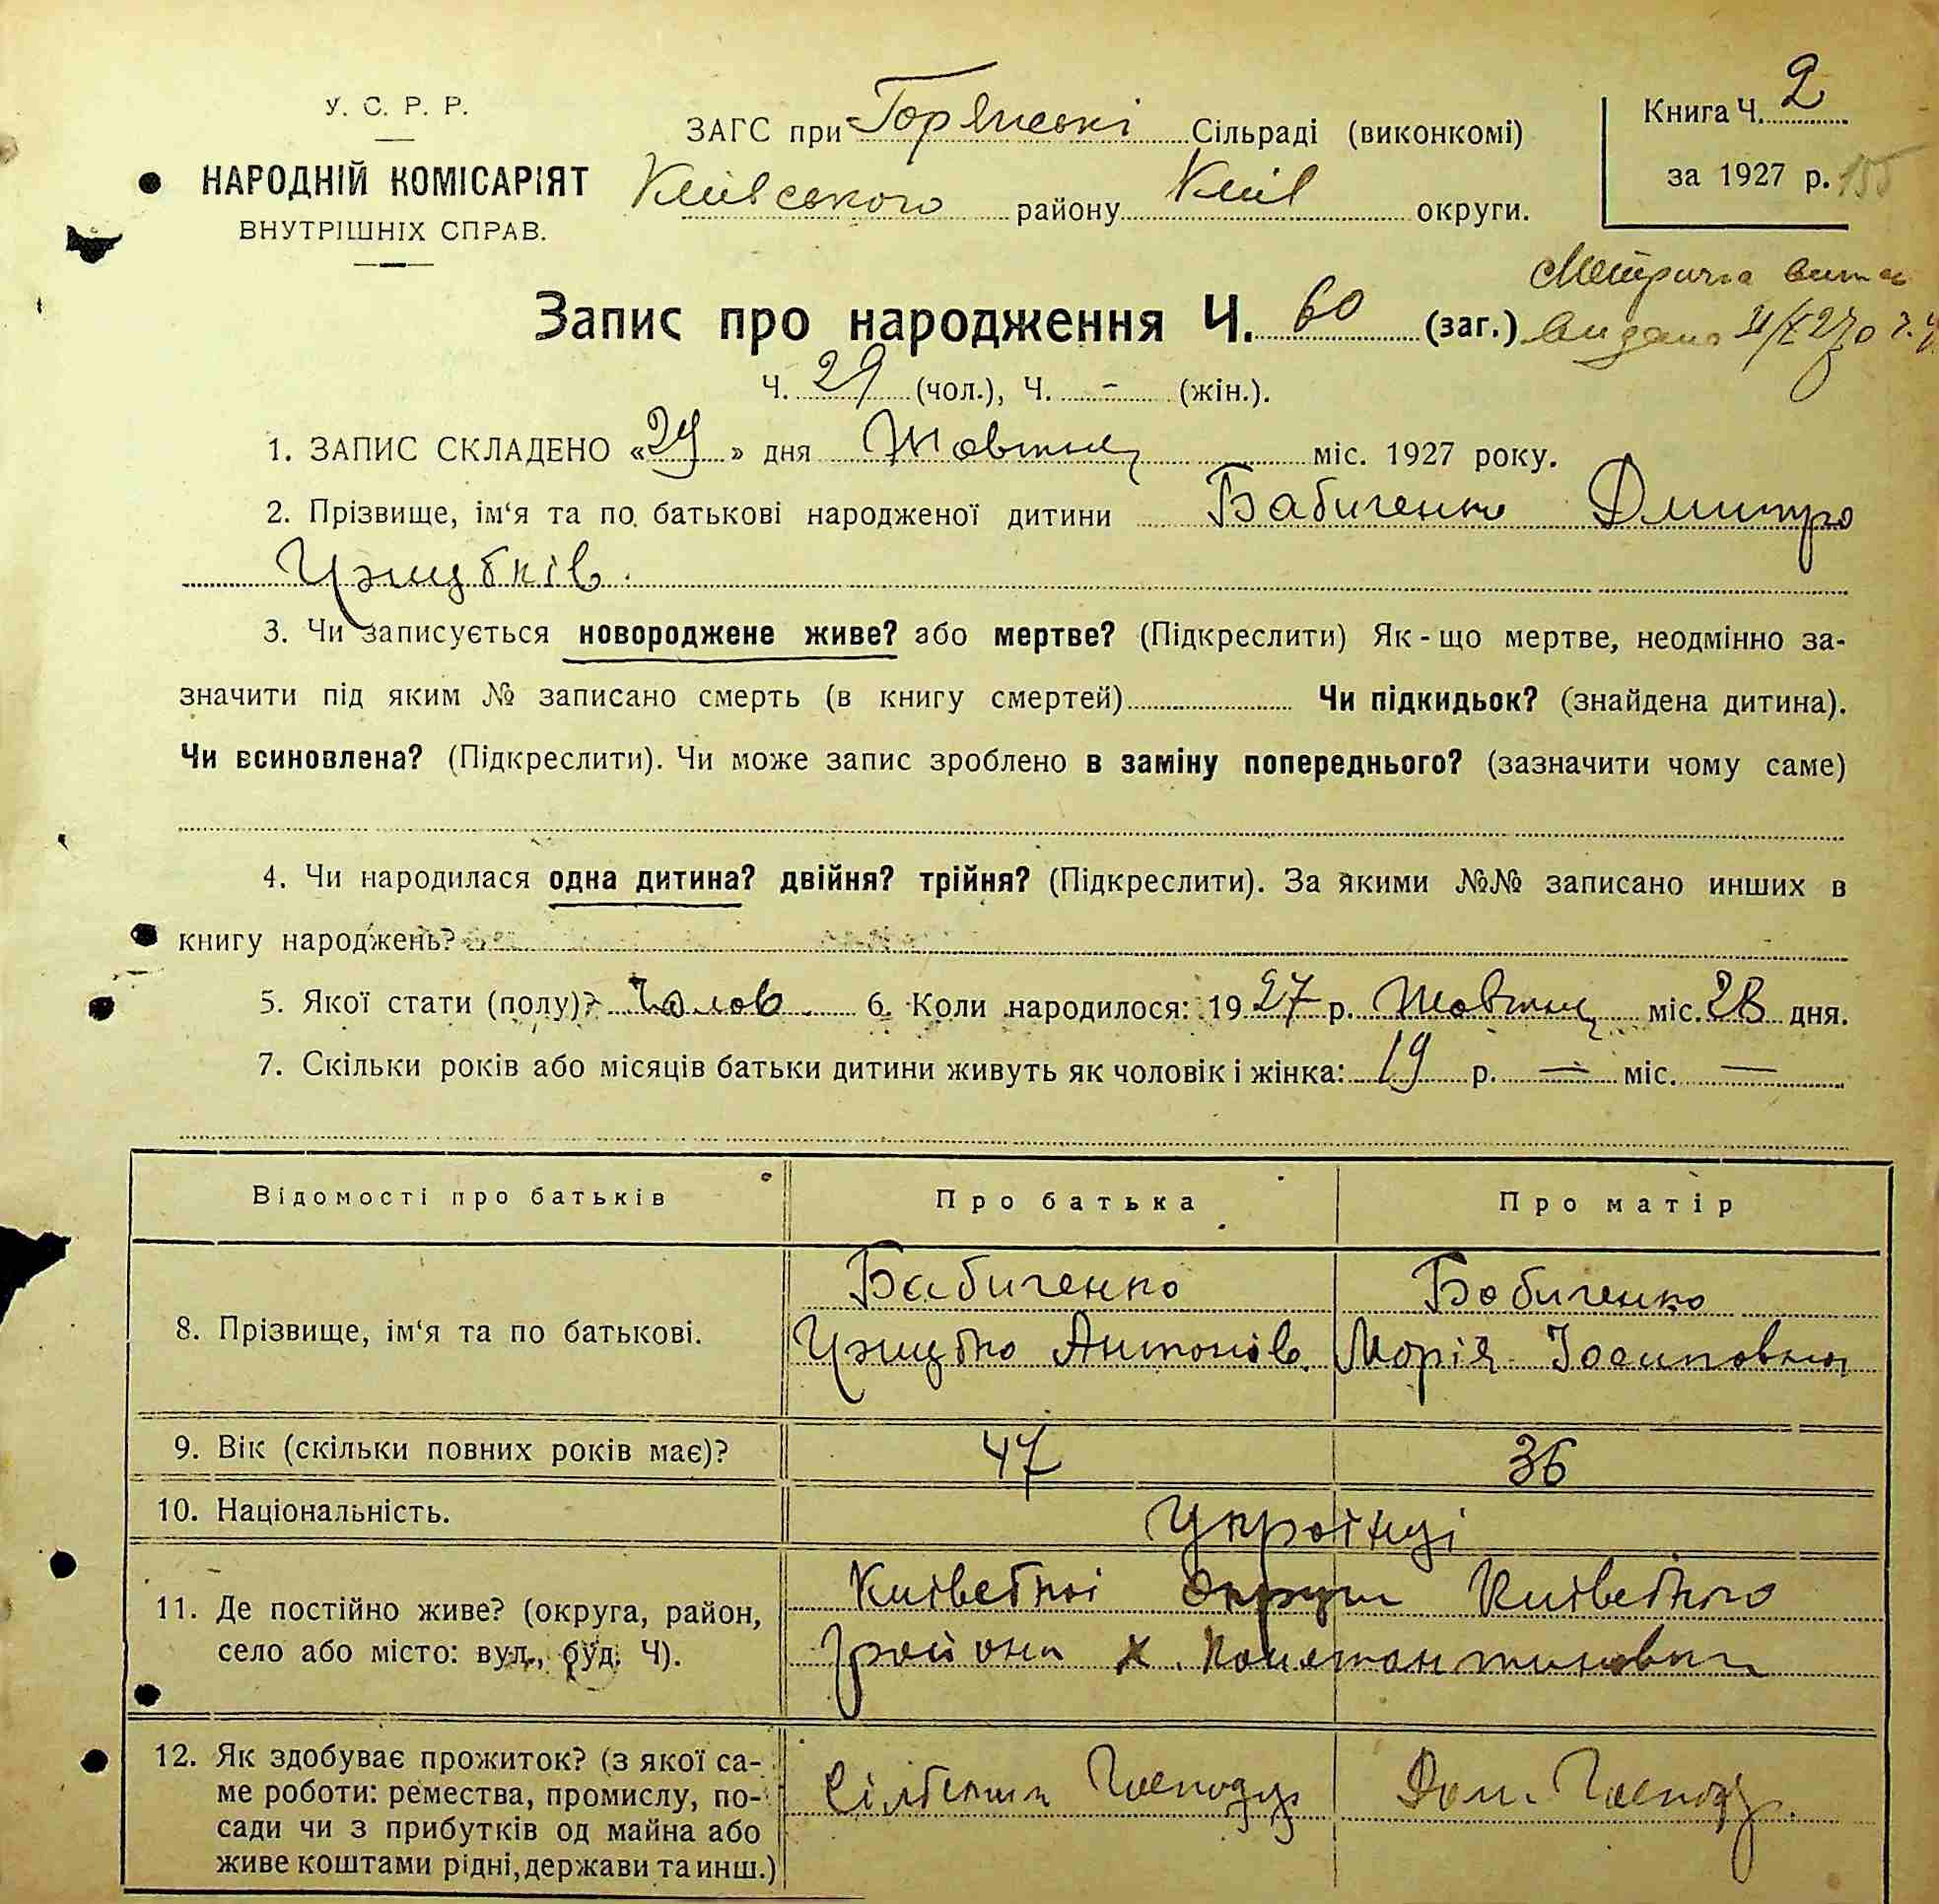 У. С. Р. Р.
НАРОДНІЙ КОМІСАРІЯТ
ВНУТРІШНІХ СПРАВ.
ЗАГС при Горянські Сільраді (виконкомі)
Київського району Київ округи.
Книга Ч. 2
за 1927 р. 155
Метрична
видано
Запис про народження Ч. 60 (заг.)
Ч. 29 (чол.), Ч. - (жін.).
1. ЗАПИС СКЛАДЕНО «29» дня Жовтня міс. 1927 року.
2. Прізвище, ім'я та по батькові народженої дитини Бабиченко Дмитро
3. Чи записується новороджене живе? або мертве? (Підкреслити) Як-що мертве, неодмінно за-
значити під яким № записано смерть (в книгу смертей) Чи підкидьок? (знайдена дитина).
Чи всиновлена? (Підкреслити). Чи може запис зроблено в заміну попереднього? (зазначити чому саме)
4. Чи народилася одна дитина? двійня? трійня? (Підкреслити). За якими №№ записано инших в
книгу народжень?
5. Якої стати (полу)? Чолов 6. Коли народилося: 1927 р. Жовтня міс. 28 дня.
7. Скільки років або місяців батьки дитини живуть як чоловік і жінка: 19 р. — міс. —
Відомості про батьків Про батька Про матір
Бабиченко Бабиченко
8. Прізвище, ім'я та по батькові. Антонів. Марія Іосиповна
9. Вік (скільки повних років має)? 47 36
10. Національність. Українці
11. Де постійно живе? (округа, район,
село або місто: вул., буд. Ч).
Київської Округи Київського
району х. Константиновка
12. Як здобуває прожиток? (з якої са-
ме роботи: ремества, промислу, по-
сади чи з прибутків од майна або
живе коштами рідні, держави та инш.)
Сільське Господ Дом. Господ.